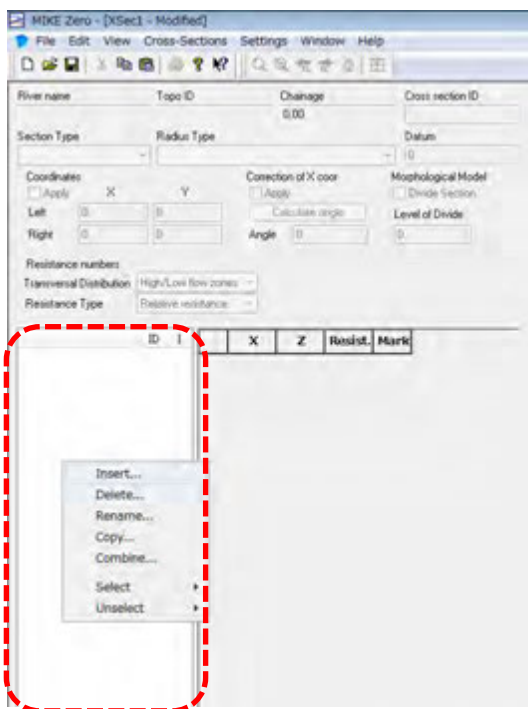 MIKE Zero - [XSec1 - Modified]
File Edit View Cross-Sections Settings Window Help
River name Topo ID Chainage Cross section ID
0.00
Section Type Radius Type Datum
0
Coordinates Correction of X coor Morphological Model
Apply X Y Apply Divide Section
Left 0 0 Calculate angle Level of Divide
Right 0 0 Angle 0 0
Resistance numbers
Transversal Distribution High/Low flow zones
Resistance Type Relative resistance
ID X Z Resist. Mark
Insert...
Delete...
Rename...
Copy...
Combine...
Select
Unselect